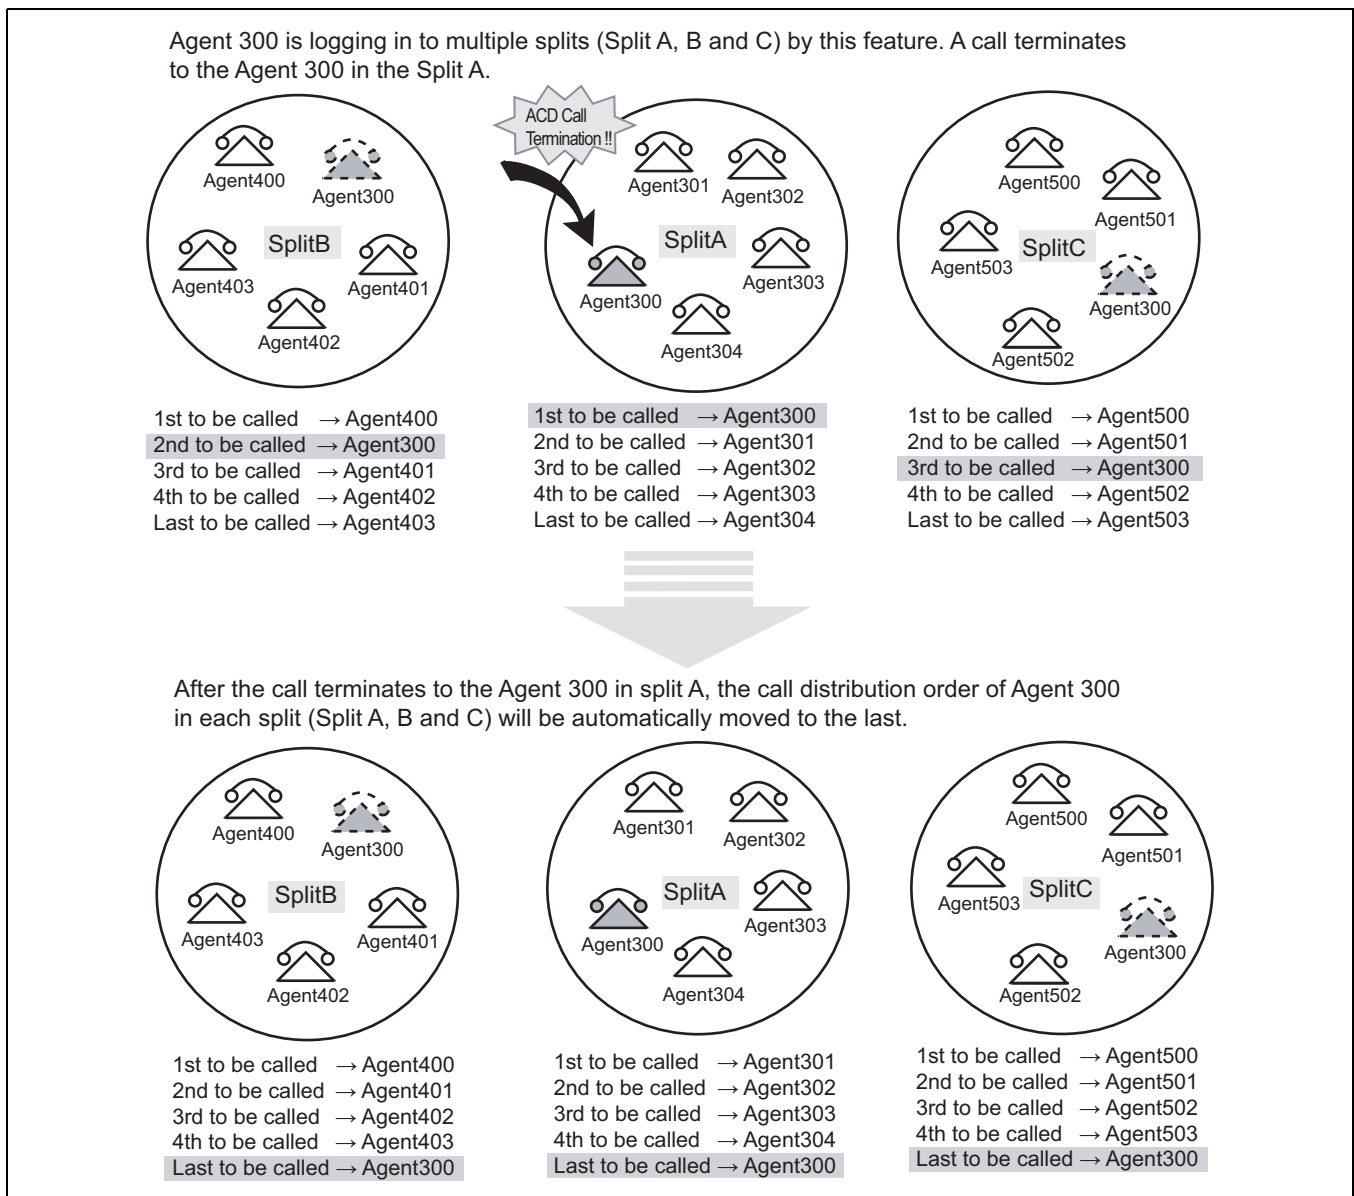 Agent 300 is logging in to multiple splits (Split A, B and C) by this feature. A call terminates
to the Agent 300 in the Split A.
ACD Call
Termination !!
Agent400
Agent300
SplitB
Agent403
Agent401
Agent402
Agent301
Agent302
SplitA
Agent300
Agent303
Agent304
Agent500
Agent501
Agent503
SplitC
Agent300
Agent502
1st to be called → Agent400
2nd to be called → Agent300
3rd to be called → Agent401
4th to be called → Agent402
Last to be called → Agent403
1st to be called → Agent300
2nd to be called → Agent301
3rd to be called → Agent302
4th to be called → Agent303
Last to be called → Agent304
1st to be called → Agent500
2nd to be called → Agent501
3rd to be called → Agent300
4th to be called → Agent502
Last to be called → Agent503
After the call terminates to the Agent 300 in split A, the call distribution order of Agent 300
in each split (Split A, B and C) will be automatically moved to the last.
Agent400
Agent300
SplitB
Agent403
Agent401
Agent402
Agent301
Agent302
SplitA
Agent303
Agent300
Agent304
Agent500
Agent501
SplitC
Agent503
Agent300
Agent502
1st to be called → Agent400
2nd to be called → Agent401
3rd to be called → Agent402
4th to be called → Agent403
Last to be called → Agent300
1st to be called → Agent301
2nd to be called → Agent302
3rd to be called → Agent303
4th to be called → Agent304
Last to be called → Agent300
1st to be called → Agent500
2nd to be called → Agent501
3rd to be called → Agent502
4th to be called → Agent503
Last to be called → Agent300